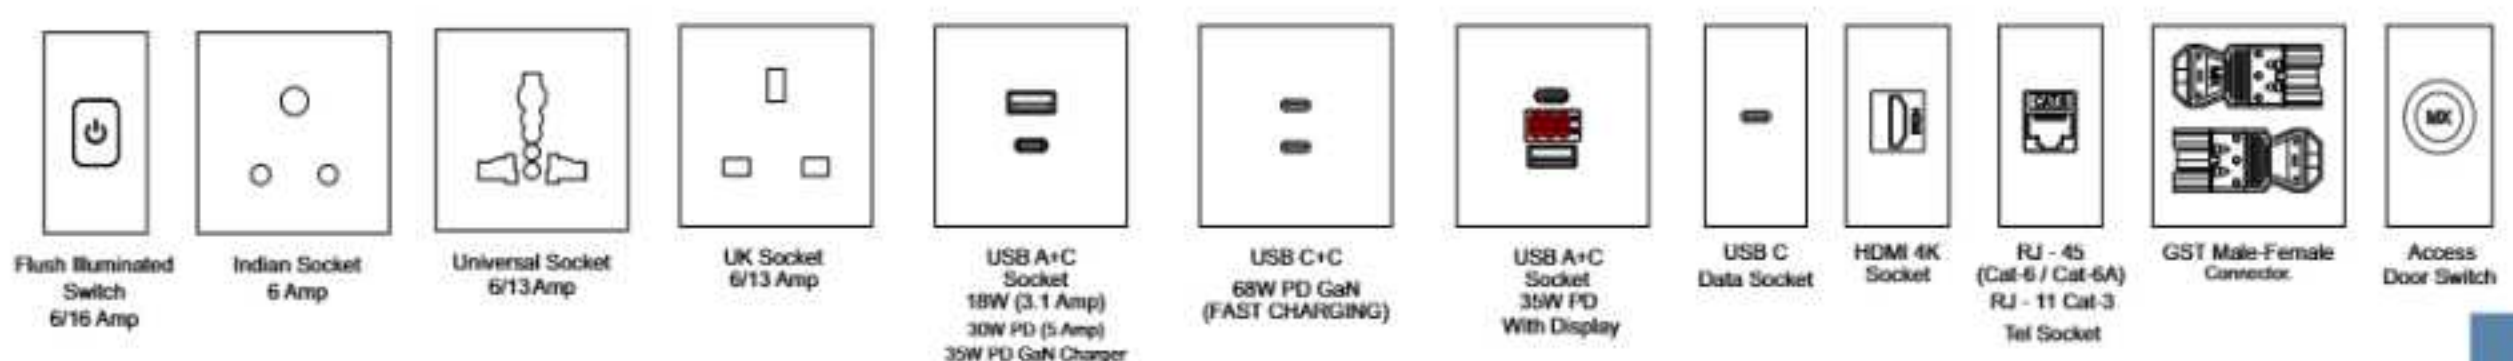 Flush Illuminated
Switch
6/16 Amp
Indian Socket
6 Amp
Universal Socket
6/13 Amp
UK Socket
6/13 Amp
USB A+C
Socket
18W (3.1 Amp)
30W PD (5 Amp)
35W PD GaN Charger
USB C+C
68W PD GaN
(FAST CHARGING)
USB A+C
Socket
35W PD
With Display
USB C
Data Socket
HDMI
HDMI 4K
Socket
CAT6
RJ - 45
(Cat-6 / Cat-6A)
RJ - 11 Cat-3
Tel Socket
GST Male-Female
Connector.
MX
Access
Door Switch